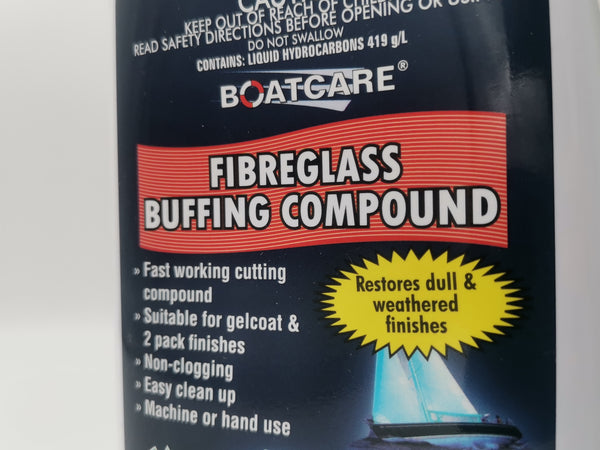 KEEP OUT OF REACH OF
READ SAFETY DIRECTIONS BEFORE OPENING OR
DO NOT SWALLOW
CONTAINS: LIQUID HYDROCARBONS 419 g/L
BOATCARE®
FIBREGLASS
BUFFING COMPOUND
» Fast working cutting
compound
» Suitable for gelcoat &
2 pack finishes
» Non-clogging
» Easy clean up
» Machine or hand use
Restores dull &
weathered
finishes